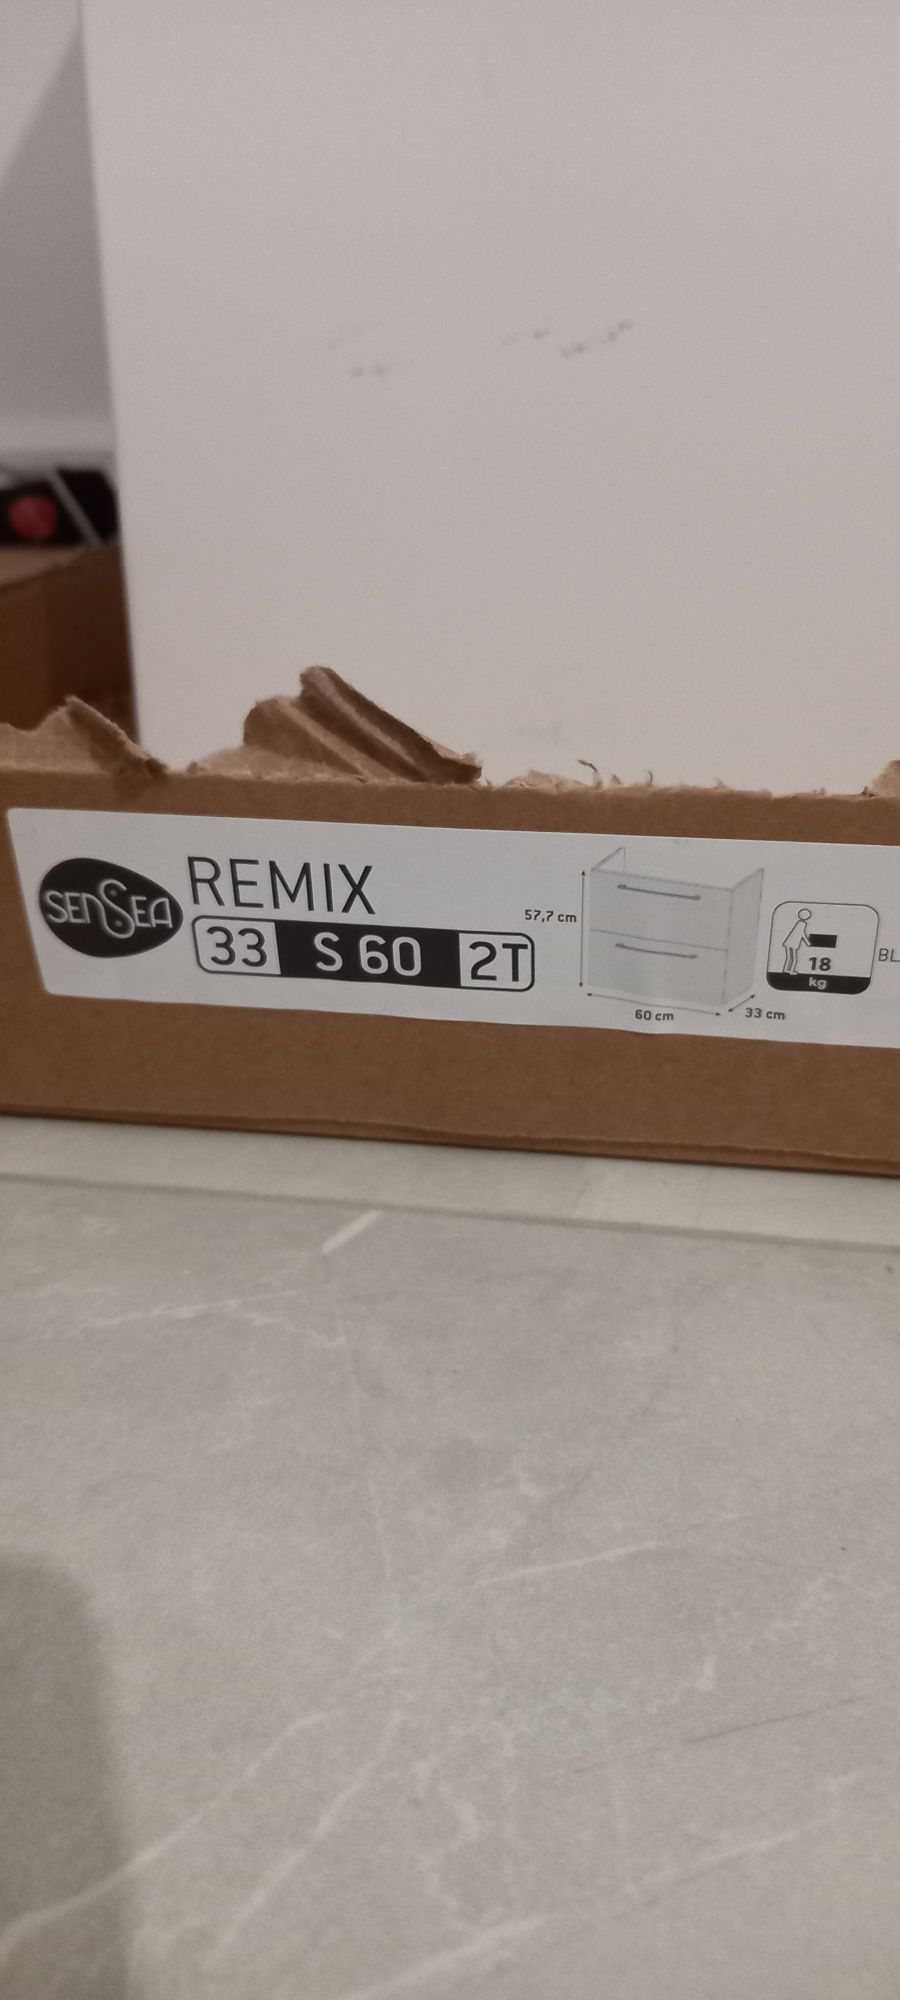 SENSEA
REMIX
33 S 60 2T
57,7 cm
60 cm
33 cm
18
kg
BL